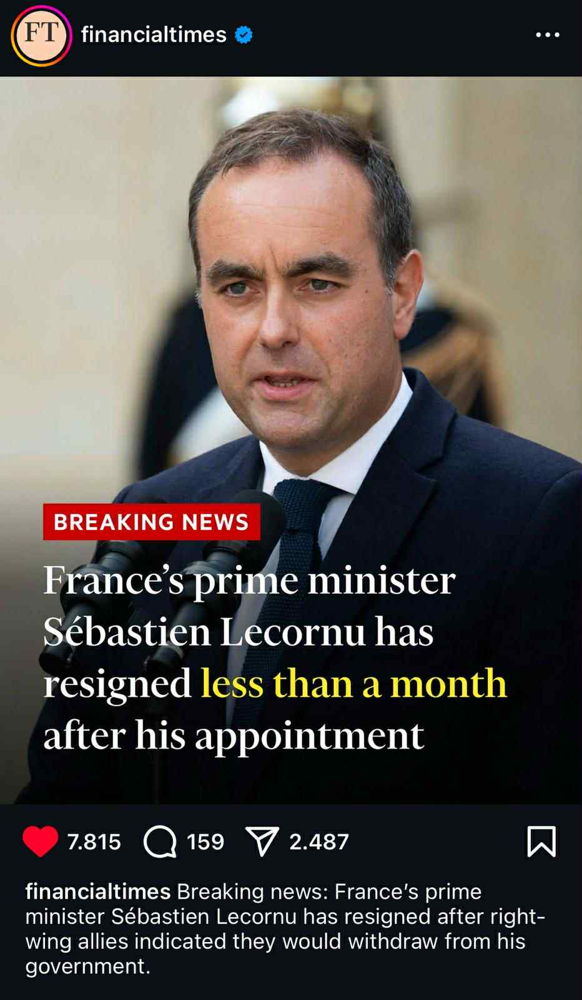 FT
financialtimes
BREAKING NEWS
France’s prime minister
Sébastien Lecornu has
resigned less than a month
after his appointment
7.815 159 2.487
financialtimes Breaking news: France’s prime
minister Sébastien Lecornu has resigned after right-
wing allies indicated they would withdraw from his
government.